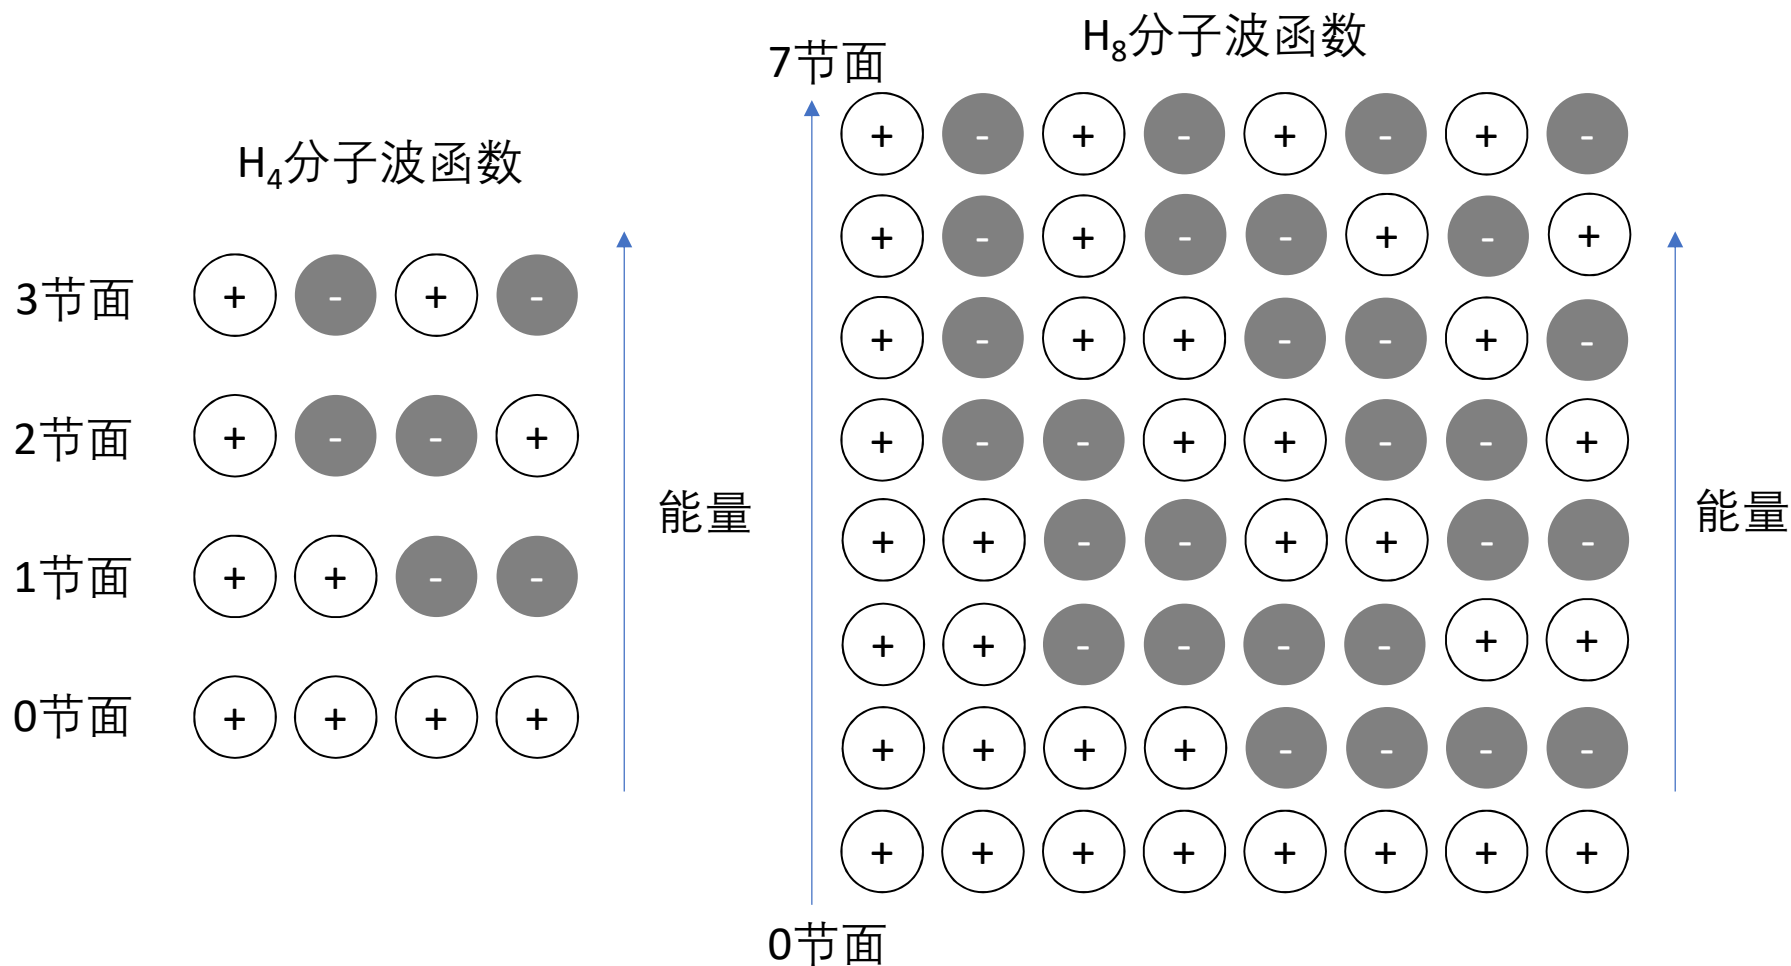 H₄分子波函数
3节面 + - + -
2节面 + - - +
1节面 + + - -
0节面 + + + +
能量
H₈分子波函数
7节面
+ - + - + - + -
+ - + - - + - +
+ - + + - - + -
+ - - + + - - +
+ + - - + + - -
+ + - - - - + +
+ + + + - - - -
+ + + + + + + +
0节面
能量